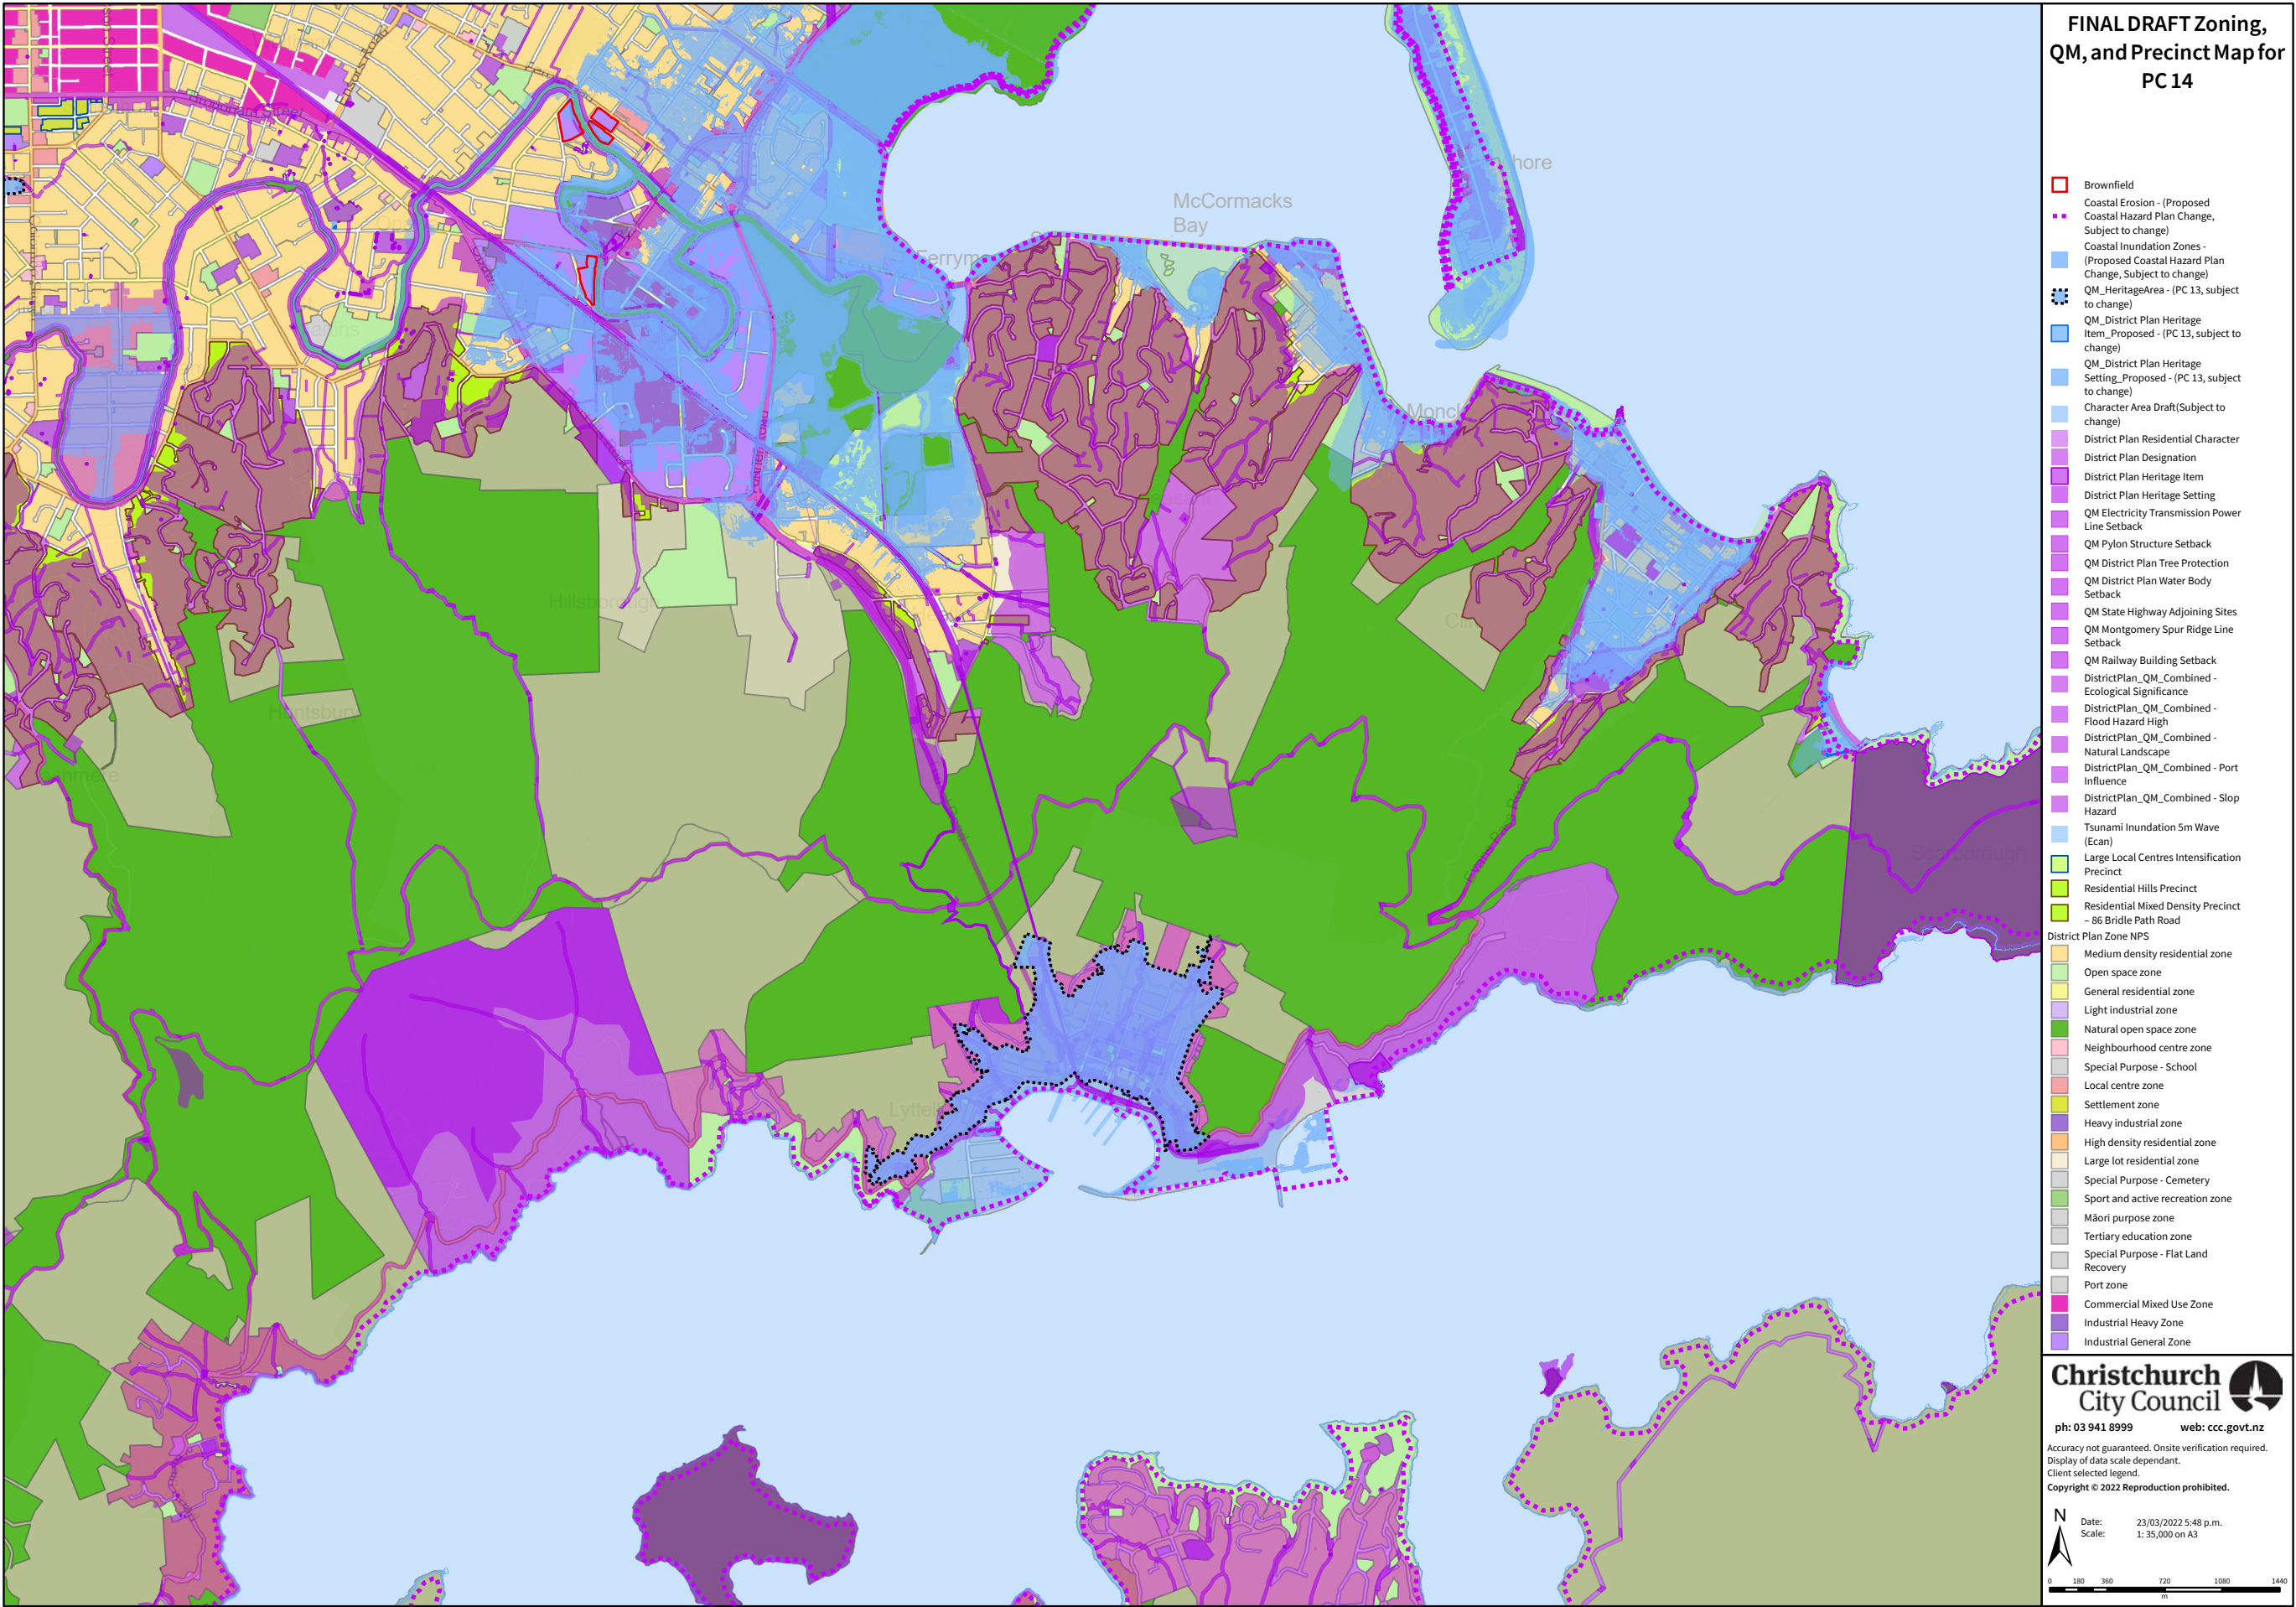 FINAL DRAFT Zoning,
QM, and Precinct Map for
PC 14
Brownfield
Coastal Erosion - (Proposed
Coastal Hazard Plan Change,
Subject to change)
Coastal Inundation Zones -
(Proposed Coastal Hazard Plan
Change, Subject to change)
QM_HeritageArea - (PC 13, subject
to change)
QM_District Plan Heritage
Item_Proposed - (PC 13, subject to
change)
QM_District Plan Heritage
Setting_Proposed - (PC 13, subject
to change)
Character Area Draft(Subject to
change)
District Plan Residential Character
District Plan Designation
District Plan Heritage Item
District Plan Heritage Setting
QM Electricity Transmission Power
Line Setback
QM Pylon Structure Setback
QM District Plan Tree Protection
QM District Plan Water Body
Setback
QM State Highway Adjoining Sites
QM Montgomery Spur Ridge Line
Setback
QM Railway Building Setback
DistrictPlan_QM_Combined -
Ecological Significance
DistrictPlan_QM_Combined -
Flood Hazard High
DistrictPlan_QM_Combined -
Natural Landscape
DistrictPlan_QM_Combined - Port
Influence
DistrictPlan_QM_Combined - Slop
Hazard
Tsunami Inundation 5m Wave
(Ecan)
Large Local Centres Intensification
Precinct
Residential Hills Precinct
Residential Mixed Density Precinct
– 86 Bridle Path Road
District Plan Zone NPS
Medium density residential zone
Open space zone
General residential zone
Light industrial zone
Natural open space zone
Neighbourhood centre zone
Special Purpose - School
Local centre zone
Settlement zone
Heavy industrial zone
High density residential zone
Large lot residential zone
Special Purpose - Cemetery
Sport and active recreation zone
Māori purpose zone
Tertiary education zone
Special Purpose - Flat Land
Recovery
Port zone
Commercial Mixed Use Zone
Industrial Heavy Zone
Industrial General Zone
Christchurch
City Council
ph: 03 941 8999 web: ccc.govt.nz
Accuracy not guaranteed. Onsite verification required.
Display of data scale dependant.
Client selected legend.
Copyright © 2022 Reproduction prohibited.
N
Date: 23/03/2022 5:48 p.m.
Scale: 1: 35,000 on A3
0 180 360 720 1080 1440
m
McCormacks
Bay
hore
Ferrym
Monc
Brougham Street
Hillsborough
Huntsbury
ashmere
Lyttel
Scarborough
Evans Pass Road